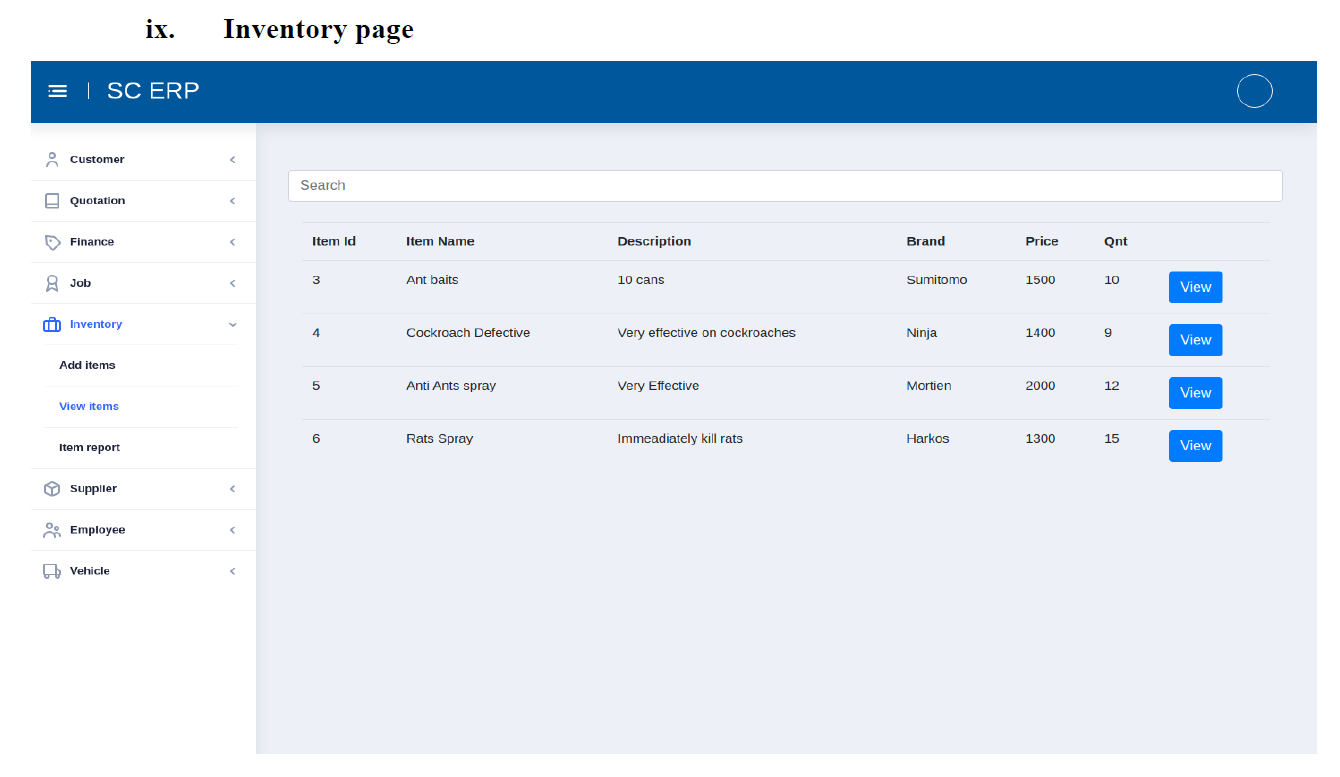 ix. Inventory page
SC ERP
Customer
Quotation
Finance
Job
Inventory
Add items
View items
Item report
Supplier
Employee
Vehicle
Search
Item Id Item Name Description Brand Price Qnt
3 Ant baits 10 cans Sumitomo 1500 10 View
4 Cockroach Defective Very effective on cockroaches Ninja 1400 9 View
5 Anti Ants spray Very Effective Mortien 2000 12 View
6 Rats Spray Immeadiately kill rats Harkos 1300 15 View